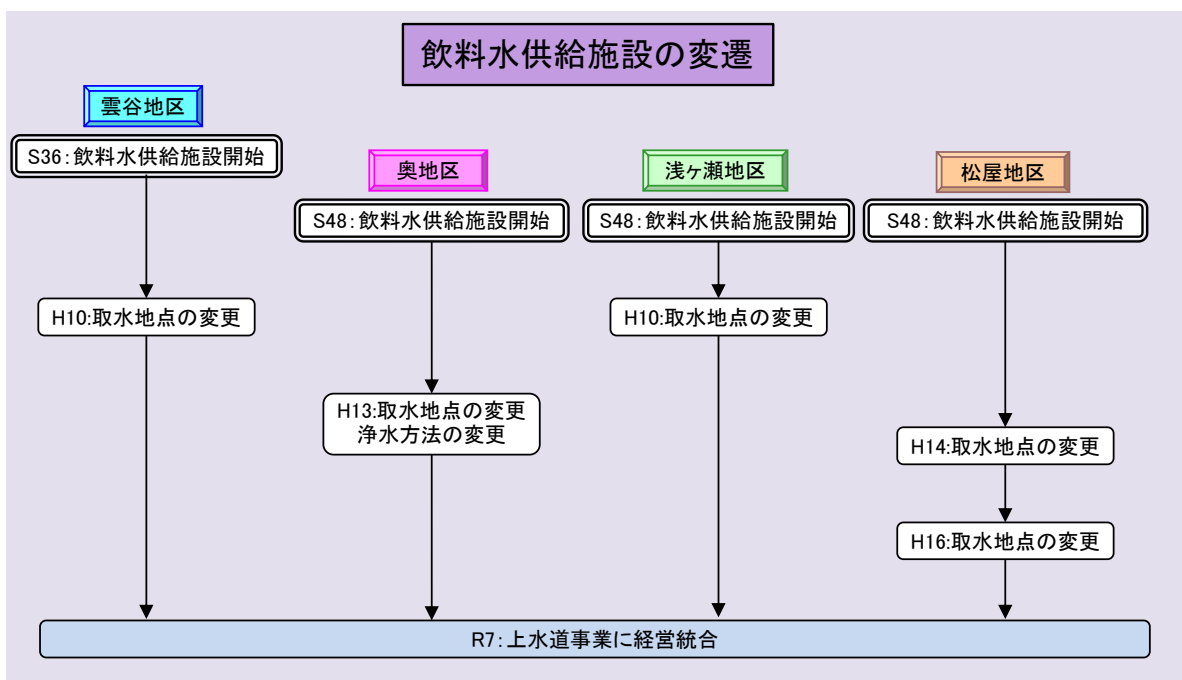 飲料水供給施設の変遷
雲谷地区
S36:飲料水供給施設開始
H10:取水地点の変更
奥地区
S48:飲料水供給施設開始
H13:取水地点の変更
浄水方法の変更
浅ヶ瀬地区
S48:飲料水供給施設開始
H10:取水地点の変更
松屋地区
S48:飲料水供給施設開始
H14:取水地点の変更
H16:取水地点の変更
R7:上水道事業に経営統合